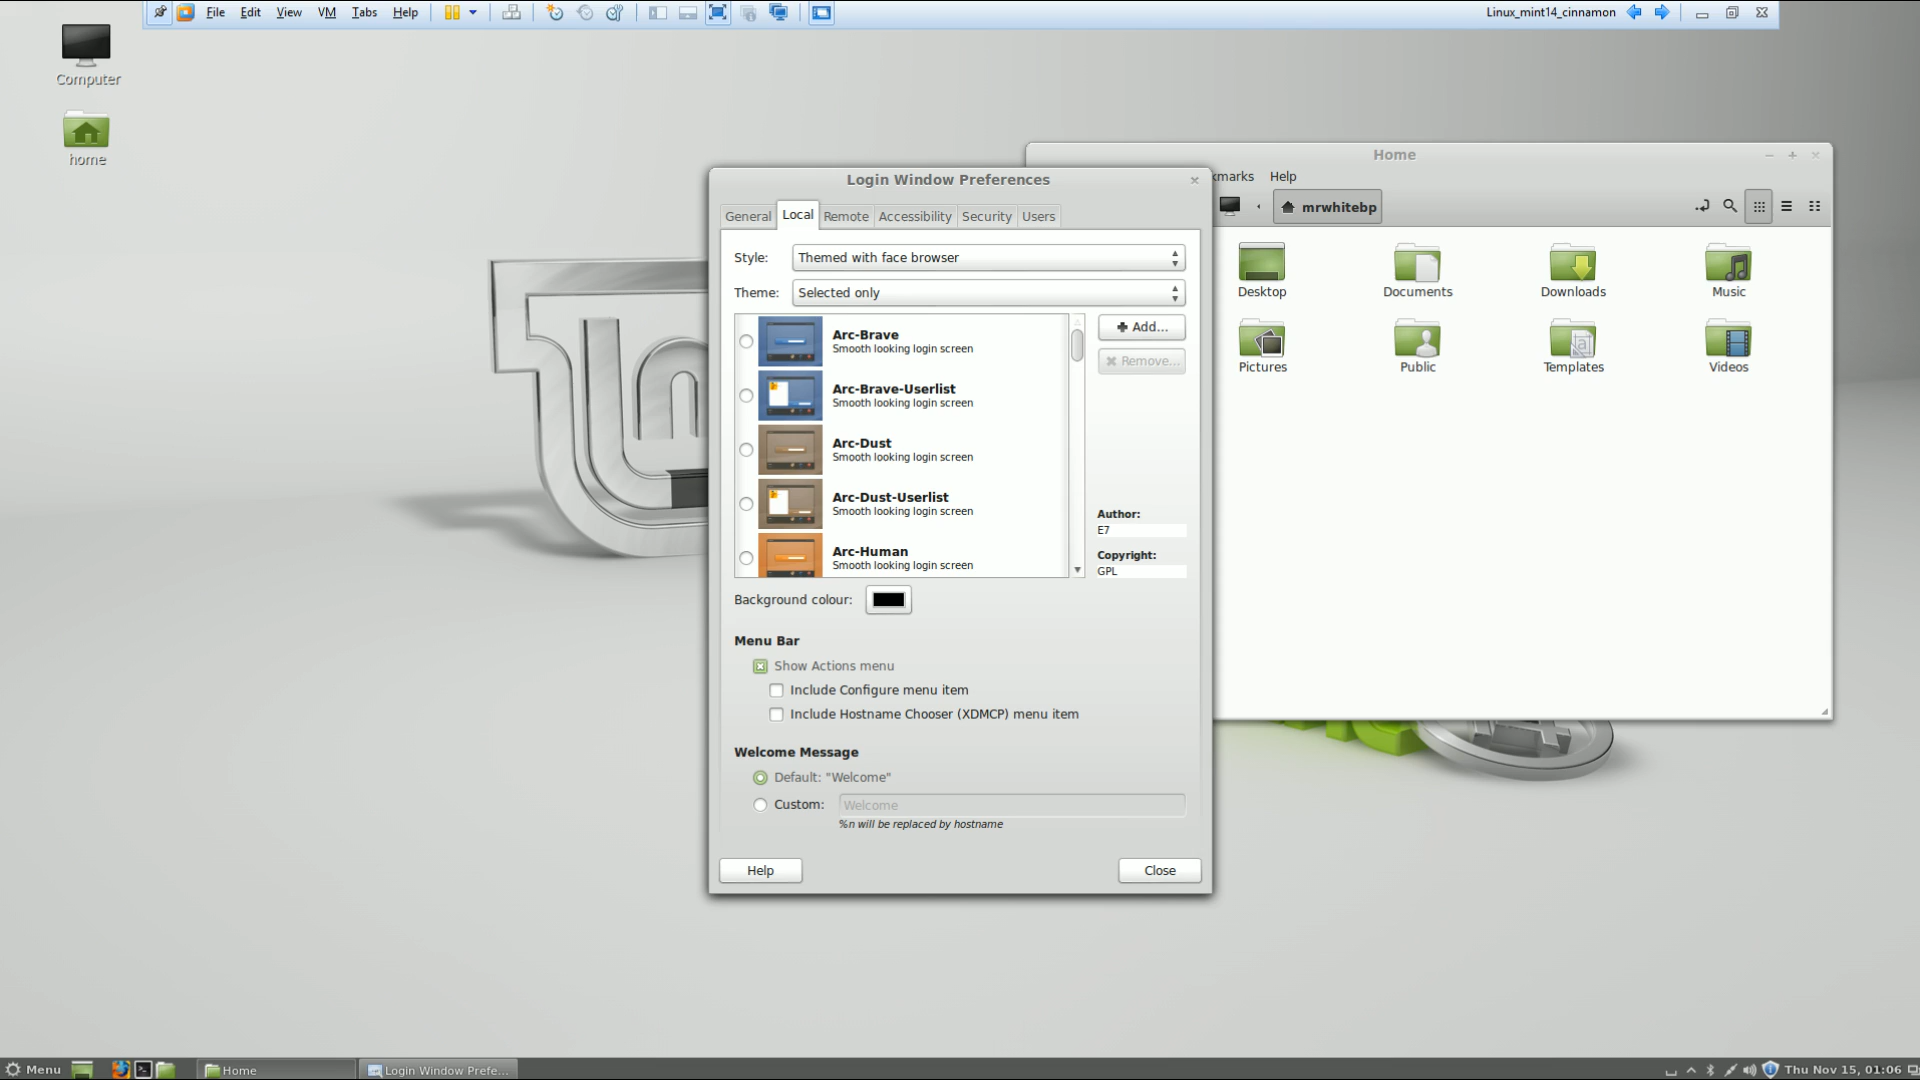 File Edit View VM Tabs Help
Linux_mint14_cinnamon
Computer
home
Home
kmarks Help
mrwhitebp
Desktop Documents Downloads Music
Pictures Public Templates Videos
Login Window Preferences
General Local Remote Accessibility Security Users
Style: Themed with face browser
Theme: Selected only
Arc-Brave
Smooth looking login screen
Arc-Brave-Userlist
Smooth looking login screen
Arc-Dust
Smooth looking login screen
Arc-Dust-Userlist
Smooth looking login screen
Arc-Human
Smooth looking login screen
Add...
Remove...
Author:
E7
Copyright:
GPL
Background colour:
Menu Bar
Show Actions menu
Include Configure menu item
Include Hostname Chooser (XDMCP) menu item
Welcome Message
Default: "Welcome"
Custom: Welcome
%n will be replaced by hostname
Help Close
Menu Home Login Window Prefe... Thu Nov 15, 01:06